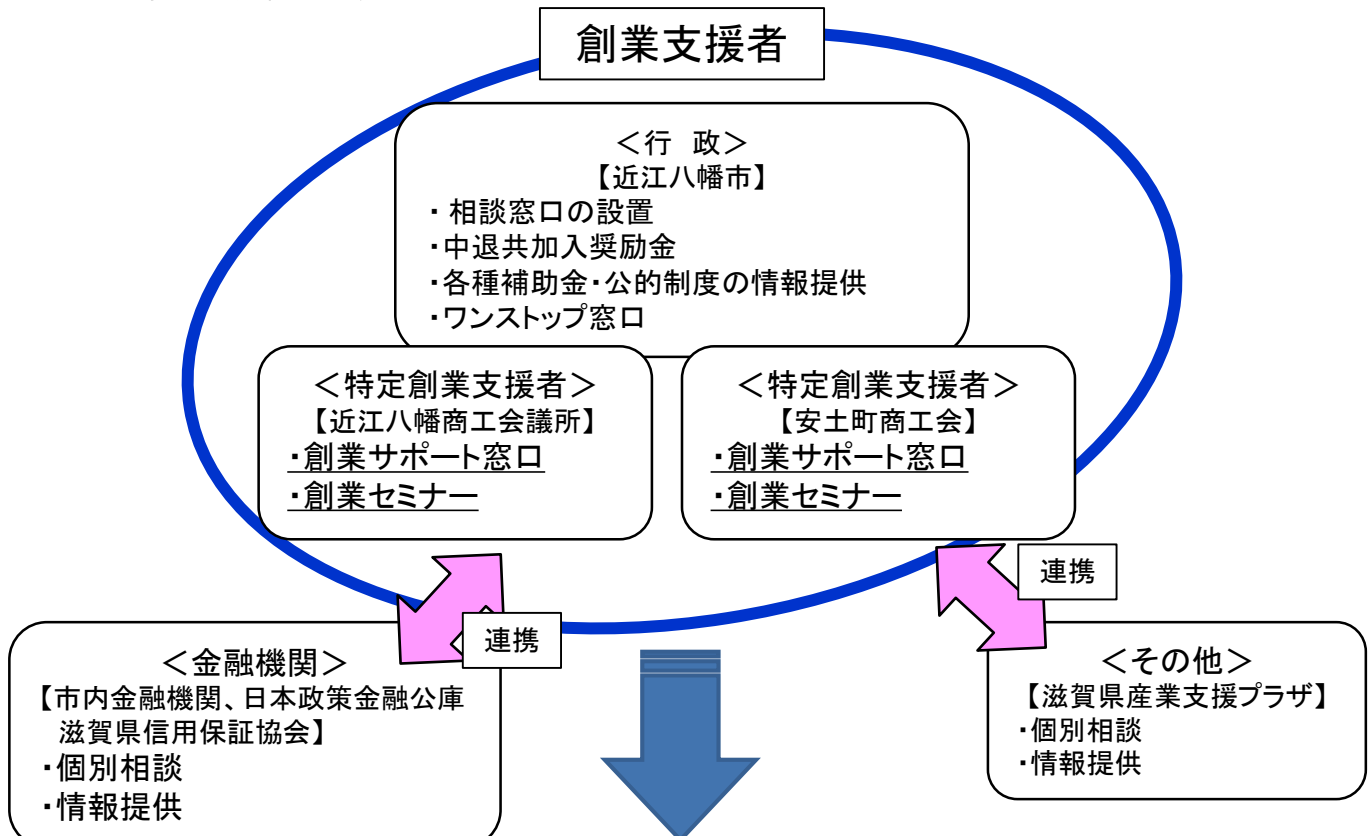 創業支援者
＜行 政＞
【近江八幡市】
・相談窓口の設置
・中退共加入奨励金
・各種補助金・公的制度の情報提供
・ワンストップ窓口
＜特定創業支援者＞
【近江八幡商工会議所】
・創業サポート窓口
・創業セミナー
＜特定創業支援者＞
【安土町商工会】
・創業サポート窓口
・創業セミナー
連携
連携
＜金融機関＞
【市内金融機関、日本政策金融公庫
滋賀県信用保証協会】
・個別相談
・情報提供
＜その他＞
【滋賀県産業支援プラザ】
・個別相談
・情報提供